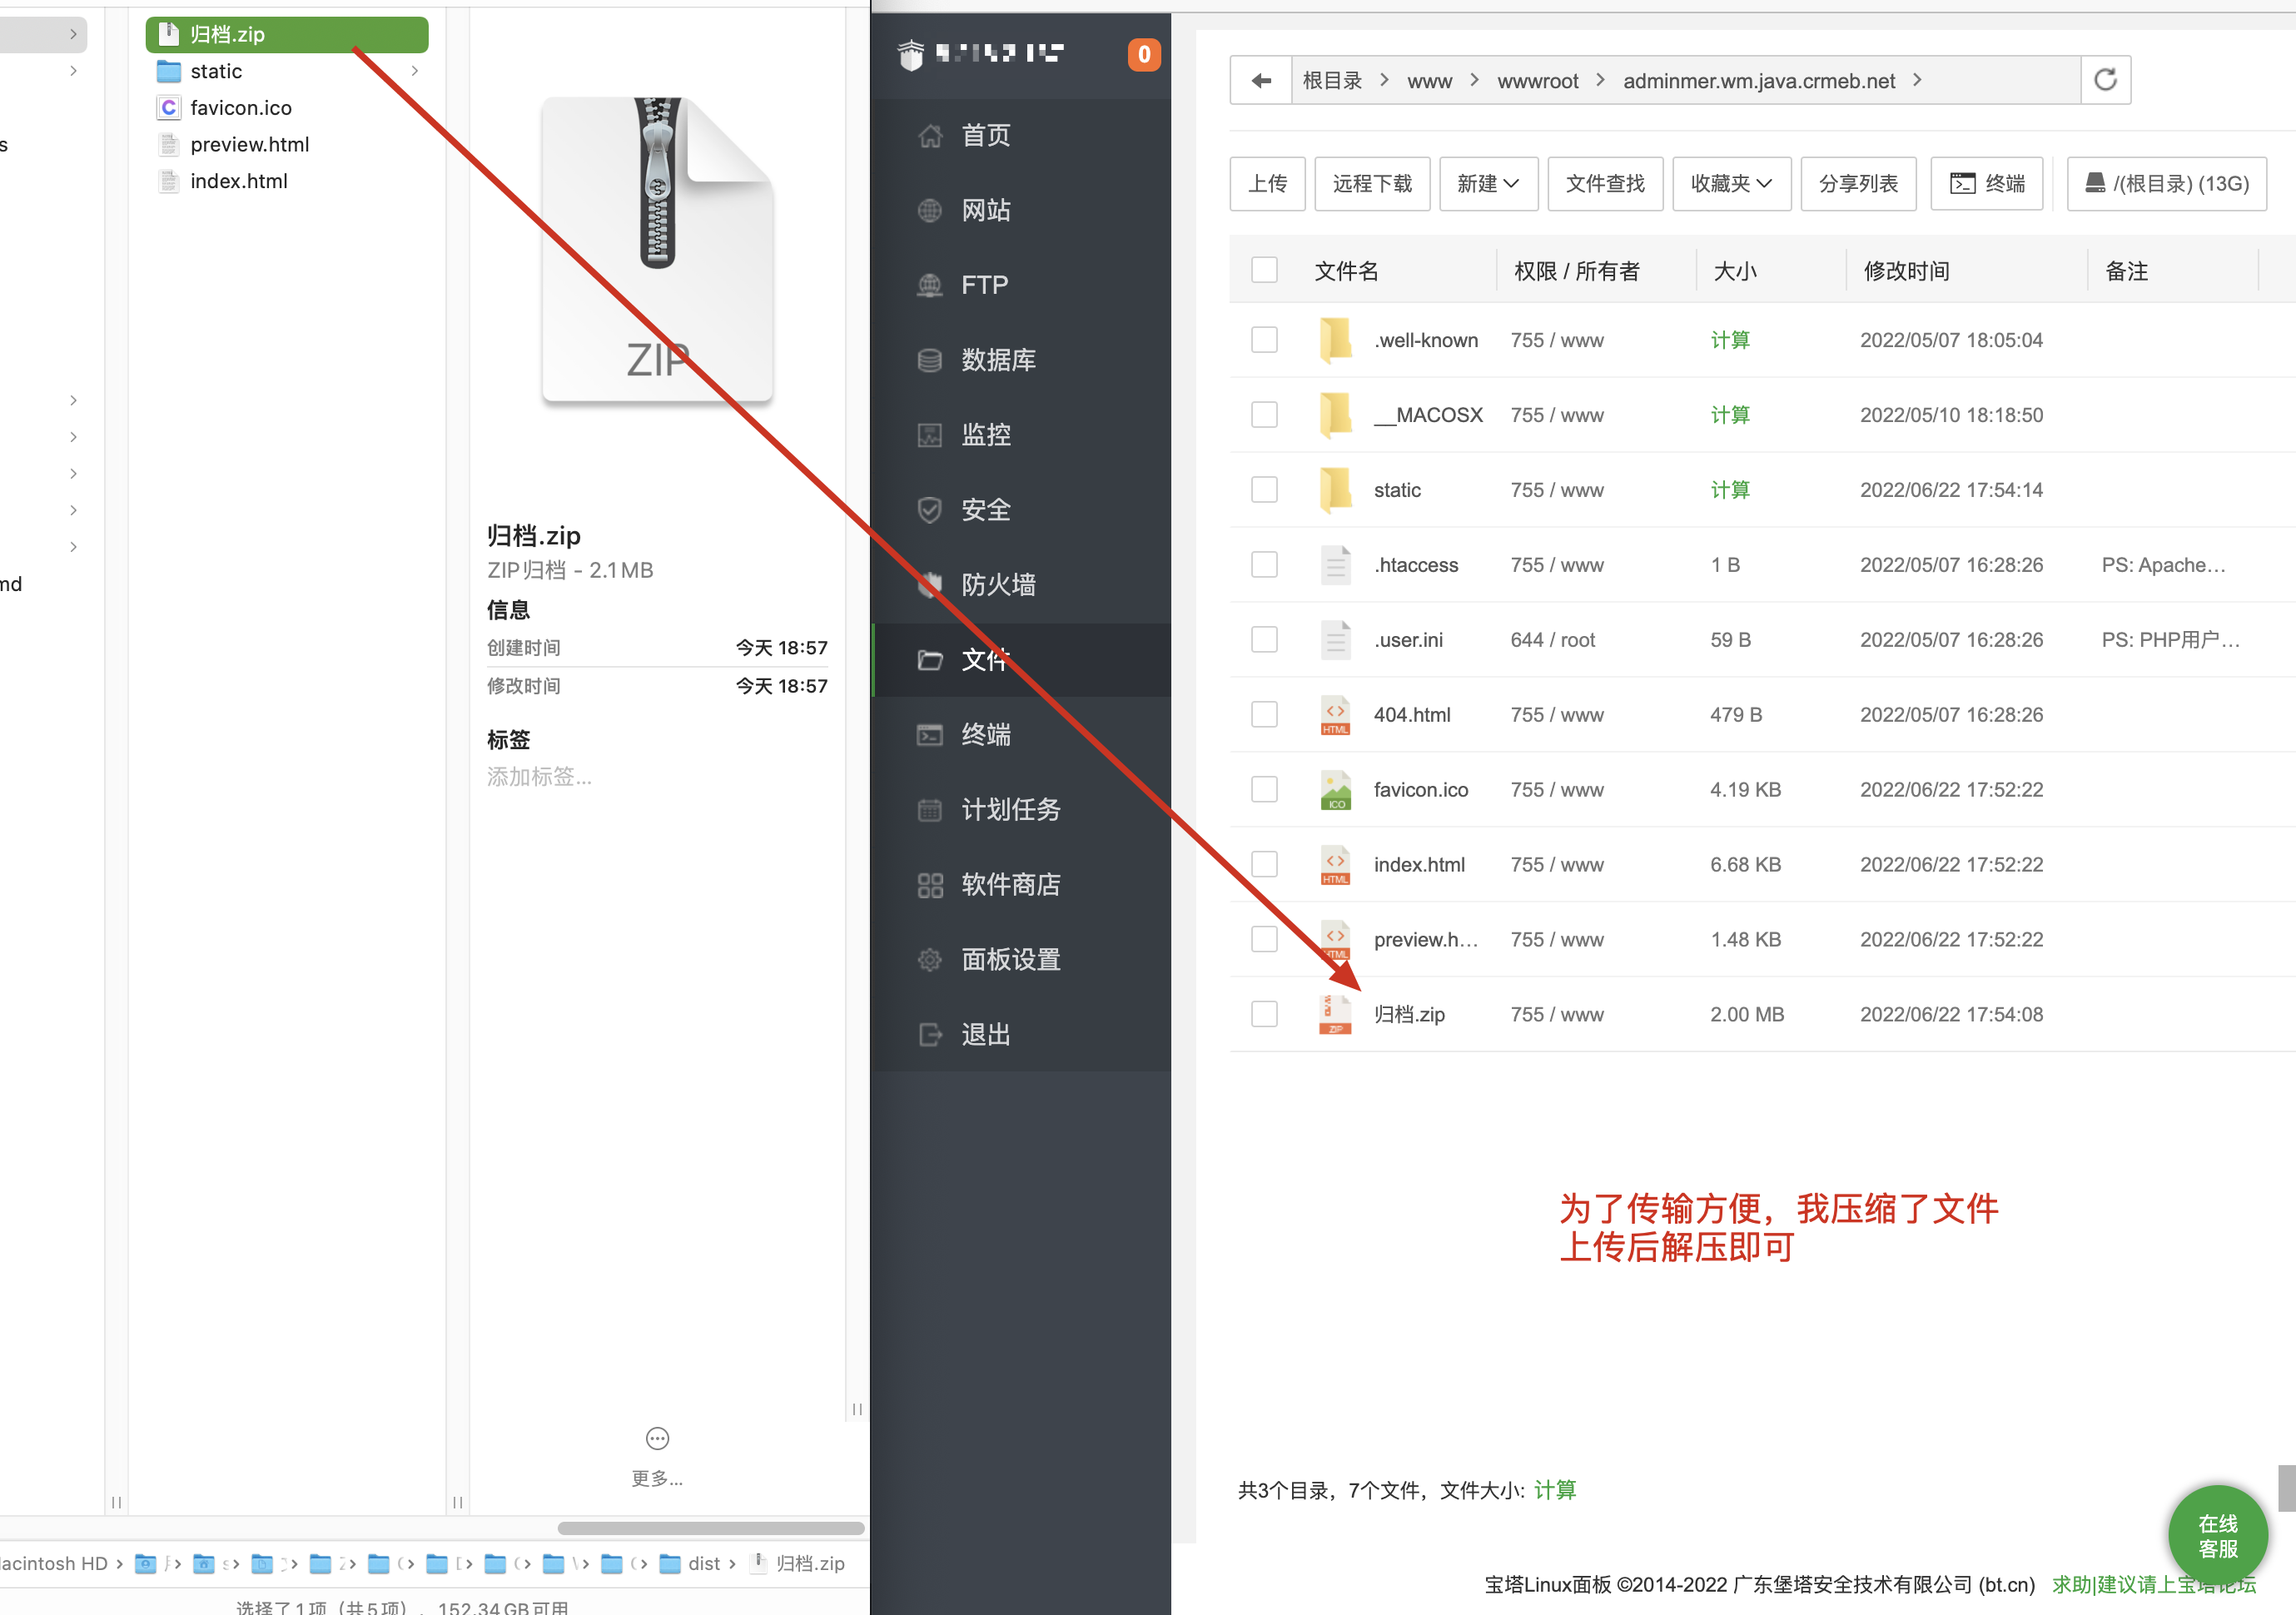 归档.zip
static
favicon.ico
preview.html
index.html
s
md
ZIP
归档.zip
ZIP归档 - 2.1 MB
信息
创建时间 今天 18:57
修改时间 今天 18:57
标签
添加标签...
更多...
acintosh HD
dist
归档.zip
选择了1项（共5项），152.34 GB 可用
0
首页
网站
FTP
数据库
监控
安全
防火墙
文件
终端
计划任务
软件商店
面板设置
退出
根目录 > www > wwwroot > adminmer.wm.java.crmeb.net >
上传 远程下载 新建 文件查找 收藏夹 分享列表 终端 /(根目录) (13G)
文件名 权限 / 所有者 大小 修改时间 备注
.well-known 755 / www 计算 2022/05/07 18:05:04
__MACOSX 755 / www 计算 2022/05/10 18:18:50
static 755 / www 计算 2022/06/22 17:54:14
.htaccess 755 / www 1 B 2022/05/07 16:28:26 PS: Apache...
.user.ini 644 / root 59 B 2022/05/07 16:28:26 PS: PHP用户...
HTML 404.html 755 / www 479 B 2022/05/07 16:28:26
ICO favicon.ico 755 / www 4.19 KB 2022/06/22 17:52:22
HTML index.html 755 / www 6.68 KB 2022/06/22 17:52:22
HTML preview.h... 755 / www 1.48 KB 2022/06/22 17:52:22
ZIP 归档.zip 755 / www 2.00 MB 2022/06/22 17:54:08
为了传输方便，我压缩了文件
上传后解压即可
共3个目录，7个文件，文件大小: 计算
在线
客服
宝塔Linux面板 ©2014-2022 广东堡塔安全技术有限公司 (bt.cn) 求助|建议请上宝塔论坛